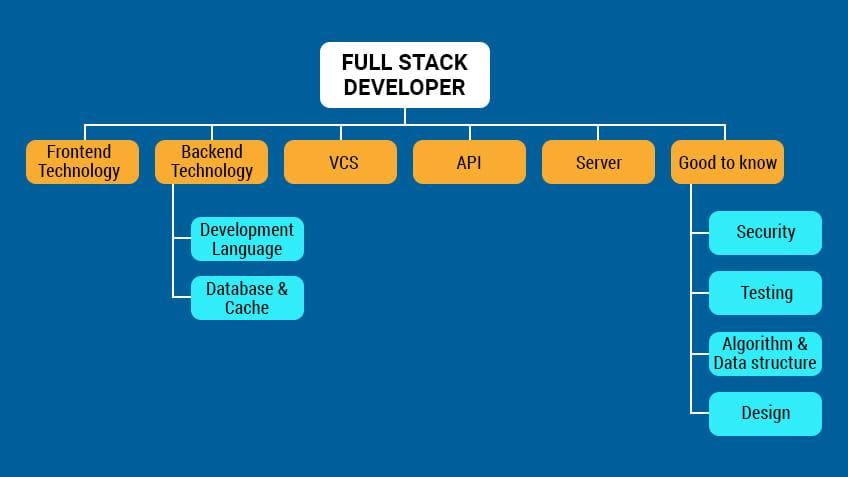 FULL STACK
DEVELOPER
Frontend
Technology
Backend
Technology
VCS
API
Server
Good to know
Development
Language
Database &
Cache
Security
Testing
Algorithm &
Data structure
Design